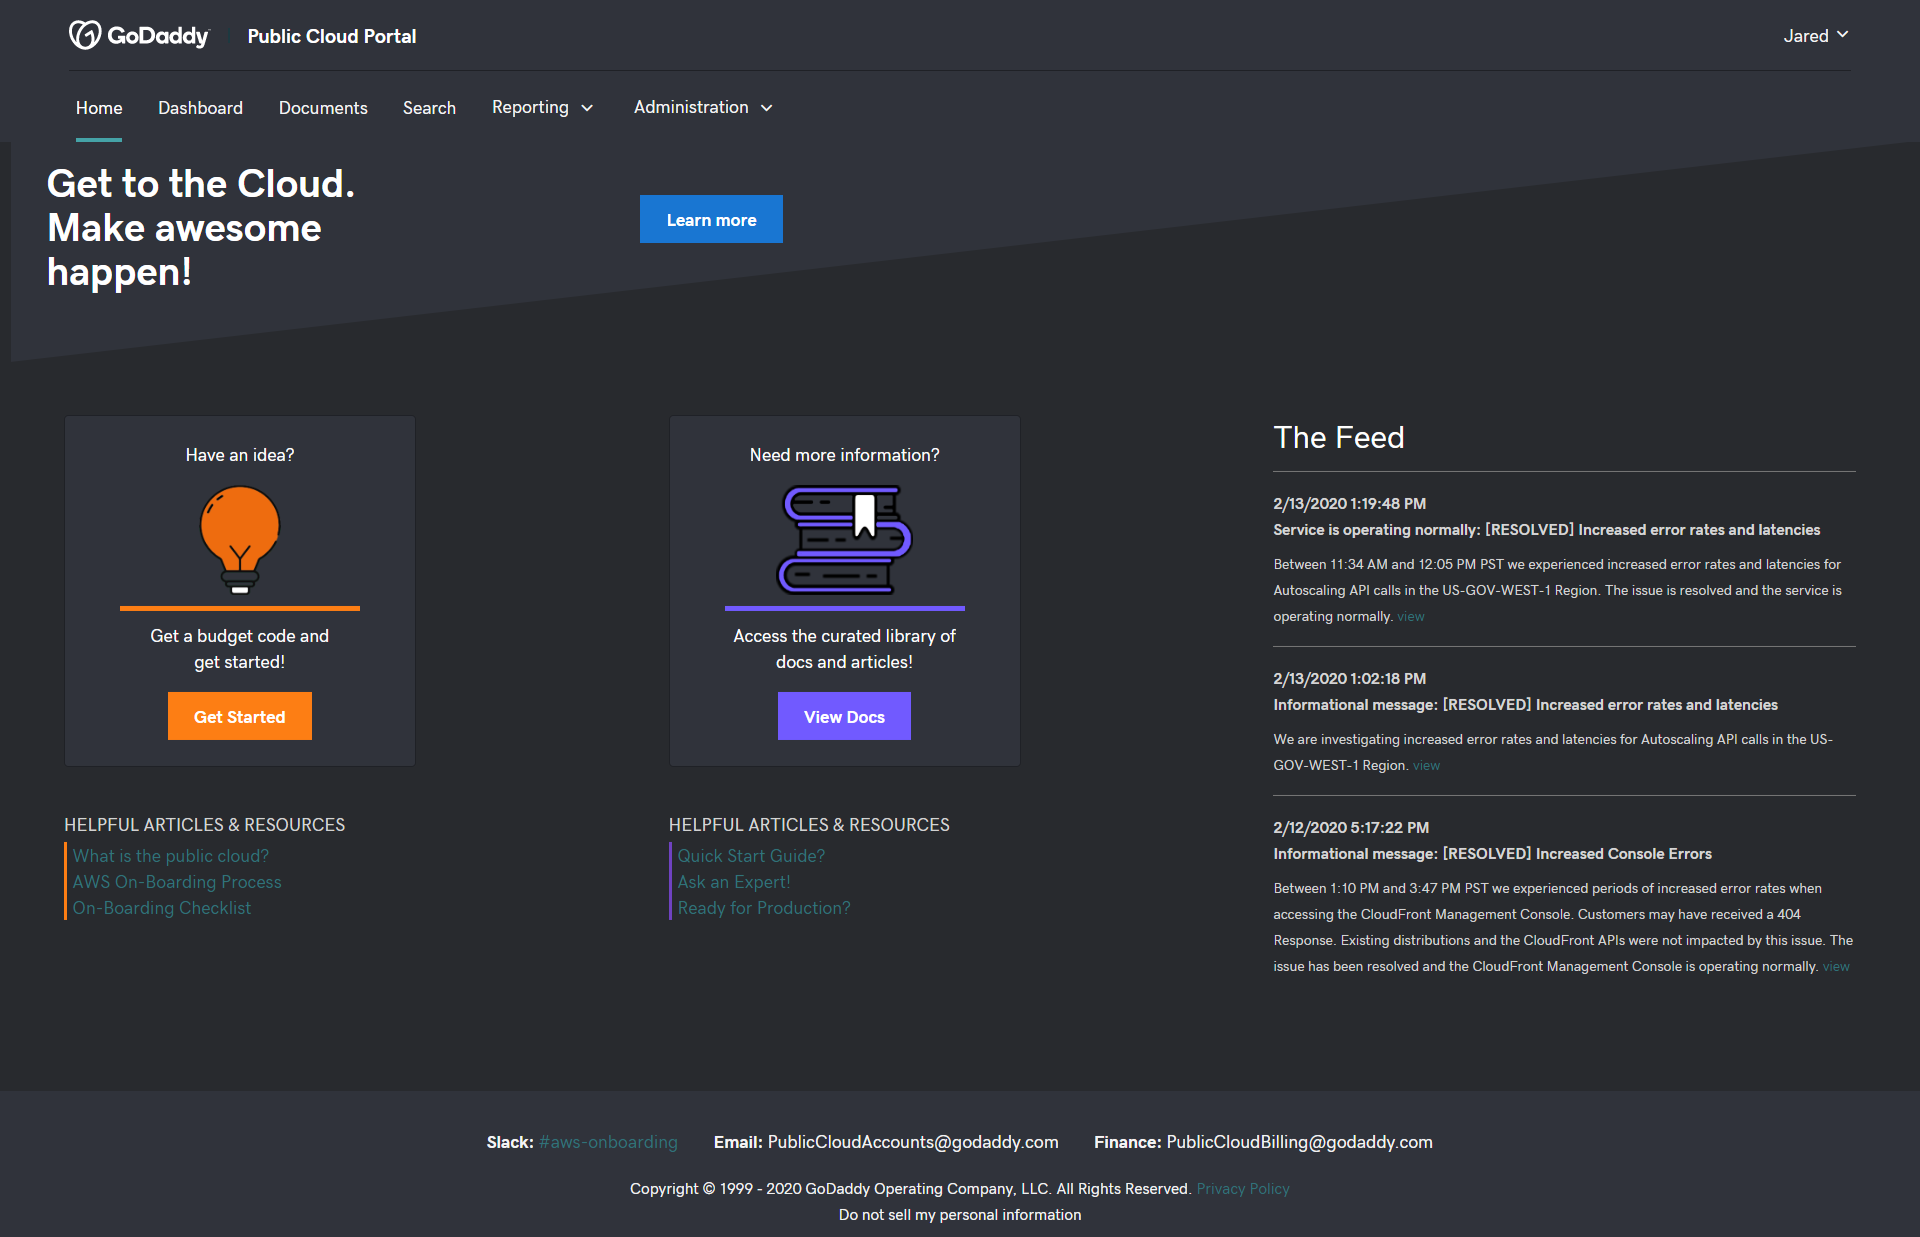 GoDaddy
Public Cloud Portal
Jared
Home
Dashboard
Documents
Search
Reporting
Administration
Get to the Cloud.
Make awesome
happen!
Learn more
Have an idea?
Get a budget code and
get started!
Get Started
HELPFUL ARTICLES & RESOURCES
What is the public cloud?
AWS On-Boarding Process
On-Boarding Checklist
Need more information?
Access the curated library of
docs and articles!
View Docs
HELPFUL ARTICLES & RESOURCES
Quick Start Guide?
Ask an Expert!
Ready for Production?
The Feed
2/13/2020 1:19:48 PM
Service is operating normally: [RESOLVED] Increased error rates and latencies
Between 11:34 AM and 12:05 PM PST we experienced increased error rates and latencies for
Autoscaling API calls in the US-GOV-WEST-1 Region. The issue is resolved and the service is
operating normally. view
2/13/2020 1:02:18 PM
Informational message: [RESOLVED] Increased error rates and latencies
We are investigating increased error rates and latencies for Autoscaling API calls in the US-
GOV-WEST-1 Region. view
2/12/2020 5:17:22 PM
Informational message: [RESOLVED] Increased Console Errors
Between 1:10 PM and 3:47 PM PST we experienced periods of increased error rates when
accessing the CloudFront Management Console. Customers may have received a 404
Response. Existing distributions and the CloudFront APIs were not impacted by this issue. The
issue has been resolved and the CloudFront Management Console is operating normally. view
Slack: #aws-onboarding
Email: PublicCloudAccounts@godaddy.com
Finance: PublicCloudBilling@godaddy.com
Copyright © 1999 - 2020 GoDaddy Operating Company, LLC. All Rights Reserved. Privacy Policy
Do not sell my personal information